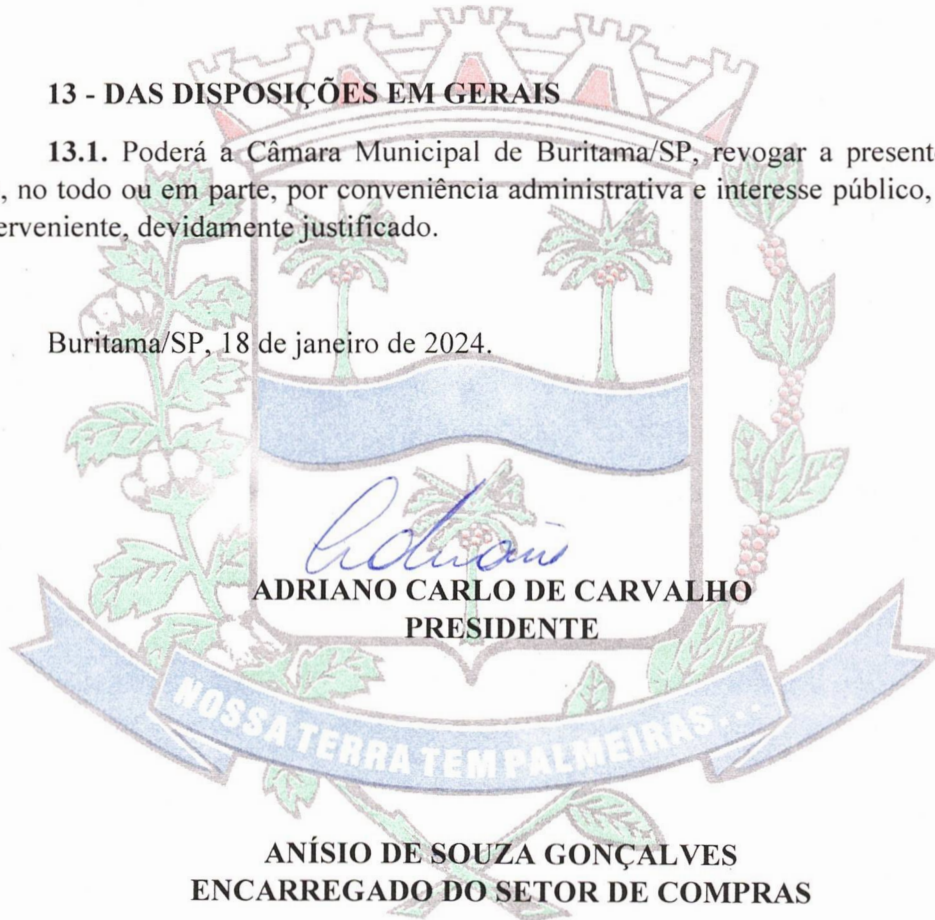 13 - DAS DISPOSIÇÕES EM GERAIS
13.1. Poderá a Câmara Municipal de Buritama/SP, revogar a present
, no todo ou em parte, por conveniência administrativa e interesse público,
erveniente, devidamente justificado.
Buritama/SP, 18 de janeiro de 2024.
Adriano
ADRIANO CARLO DE CARVALHO
PRESIDENTE
NOSSA TERRA TEM PALMEIRAS...
ANÍSIO DE SOUZA GONÇALVES
ENCARREGADO DO SETOR DE COMPRAS